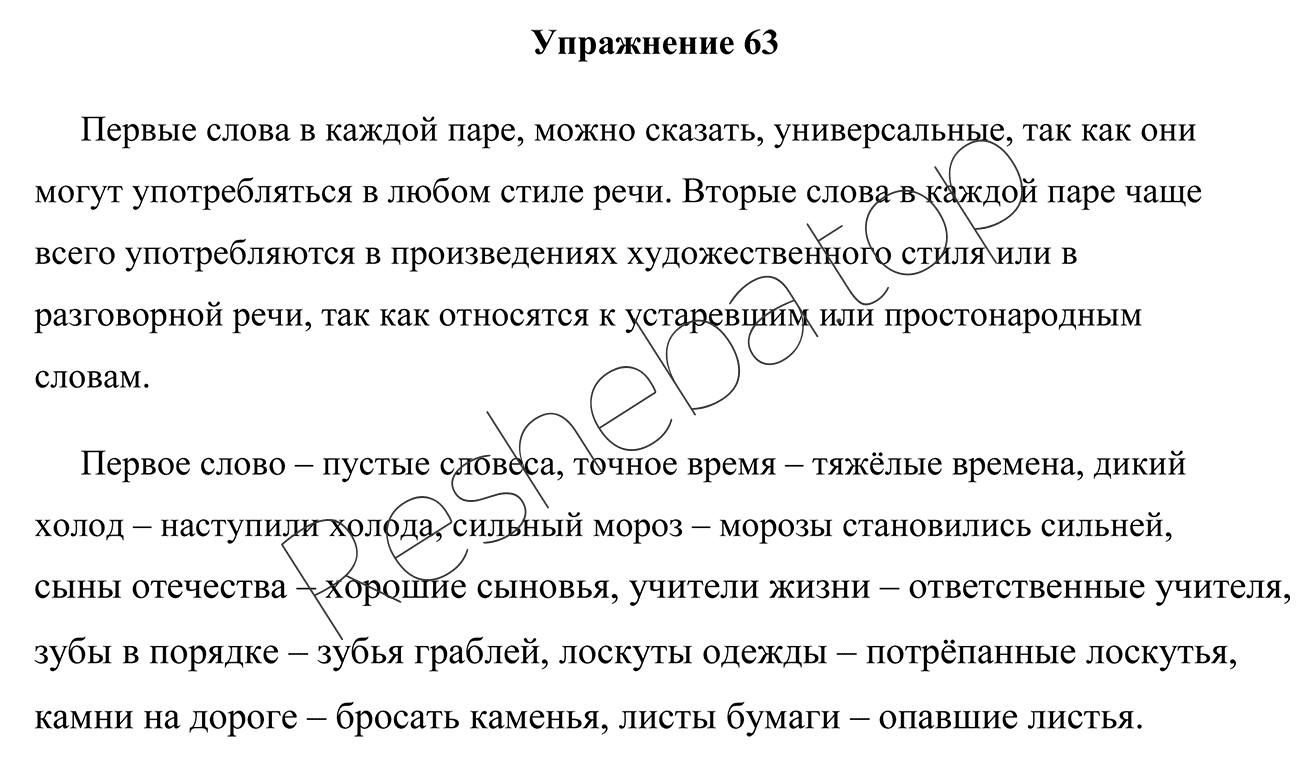 Упражнение 63
Первые слова в каждой паре, можно сказать, универсальные, так как они
могут употребляться в любом стиле речи. Вторые слова в каждой паре чаще
всего употребляются в произведениях художественного стиля или в
разговорной речи, так как относятся к устаревшим или простонародным
словам.
Первое слово – пустые словеса, точное время – тяжёлые времена, дикий
холод – наступили холода, сильный мороз – морозы становились сильней,
сыны отечества – хорошие сыновья, учители жизни – ответственные учителя,
зубы в порядке – зубья граблей, лоскуты одежды – потрёпанные лоскутья,
камни на дороге – бросать каменья, листы бумаги – опавшие листья.
Resheba.top